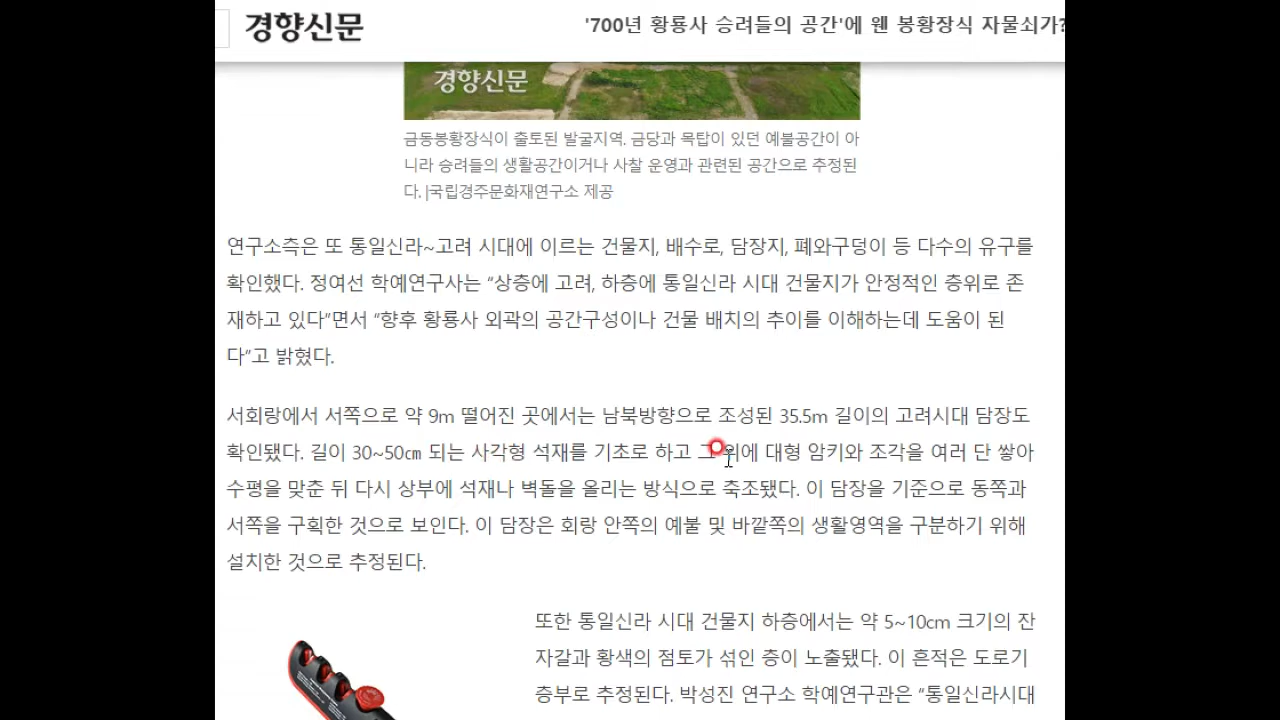 경향신문
'700년 황룡사 승려들의 공간'에 웬 봉황장식 자물쇠가?
경향신문
금동봉황장식이 출토된 발굴지역. 금당과 목탑이 있던 예불공간이 아
니라 승려들의 생활공간이거나 사찰 운영과 관련된 공간으로 추정된
다. |국립경주문화재연구소 제공
연구소측은 또 통일신라~고려 시대에 이르는 건물지, 배수로, 담장지, 폐와구덩이 등 다수의 유구를
확인했다. 정여선 학예연구사는 “상층에 고려, 하층에 통일신라 시대 건물지가 안정적인 층위로 존
재하고 있다”면서 “향후 황룡사 외곽의 공간구성이나 건물 배치의 추이를 이해하는데 도움이 된
다”고 밝혔다.
서회랑에서 서쪽으로 약 9m 떨어진 곳에서는 남북방향으로 조성된 35.5m 길이의 고려시대 담장도
확인됐다. 길이 30~50㎝ 되는 사각형 석재를 기초로 하고 그 위에 대형 암키와 조각을 여러 단 쌓아
수평을 맞춘 뒤 다시 상부에 석재나 벽돌을 올리는 방식으로 축조됐다. 이 담장을 기준으로 동쪽과
서쪽을 구획한 것으로 보인다. 이 담장은 회랑 안쪽의 예불 및 바깥쪽의 생활영역을 구분하기 위해
설치한 것으로 추정된다.
또한 통일신라 시대 건물지 하층에서는 약 5~10cm 크기의 잔
자갈과 황색의 점토가 섞인 층이 노출됐다. 이 흔적은 도로기
층부로 추정된다. 박성진 연구소 학예연구관은 “통일신라시대